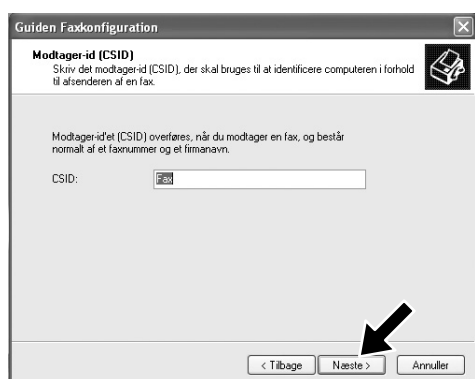 Guiden Faxkonfiguration
Modtager-id (CSID)
Skriv det modtager-id (CSID), der skal bruges til at identificere computeren i forhold
til afsenderen af en fax.
Modtager-id'et (CSID) overføres, når du modtager en fax, og består
normalt af et faxnummer og et firmanavn.
CSID:
Fax
< Tilbage
Næste >
Annuller